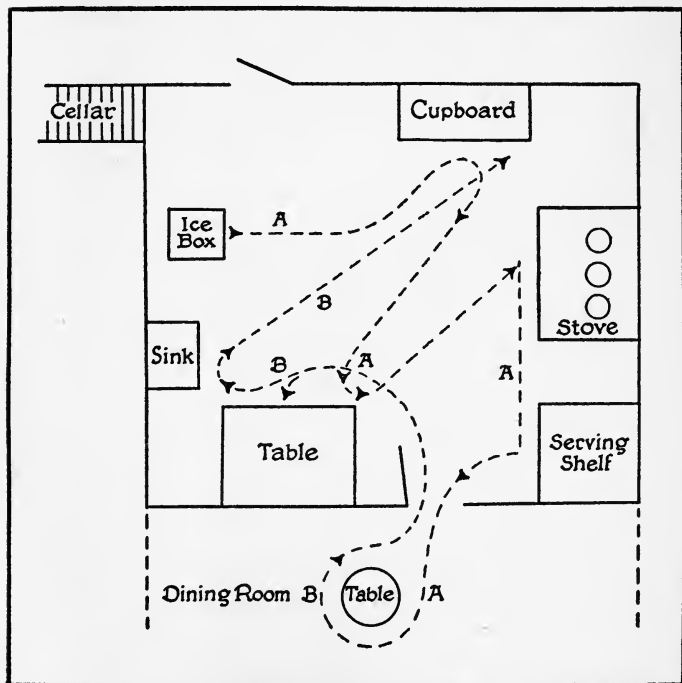 Cellar
Cupboard
A
Ice
Box
B
Stove
Sink
B
A
A
Table
Serving
Shelf
Dining Room
B
Table
A